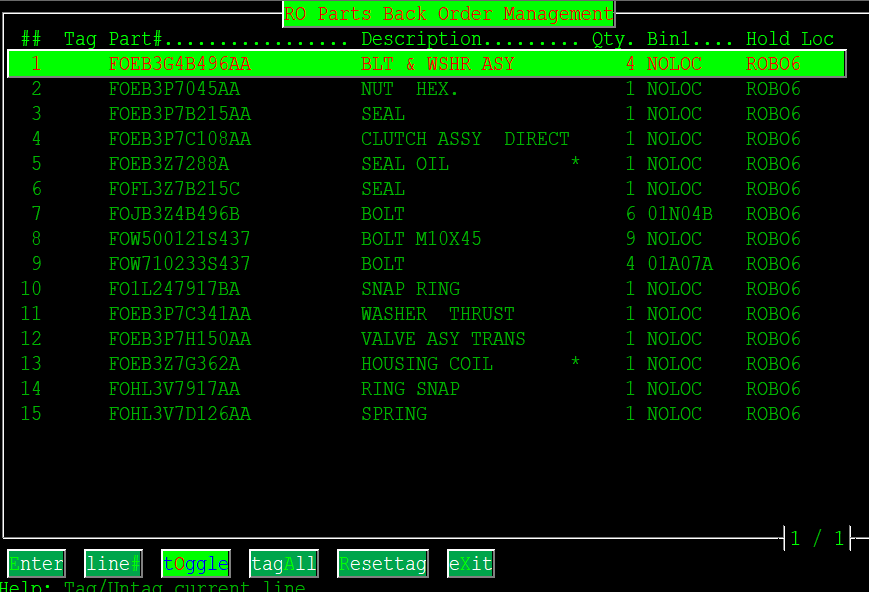 RO Parts Back Order Management
## Tag Part#................. Description......... Qty. Bin1.... Hold Loc
1 FOEB3G4B496AA BLT & WSHR ASY 4 NOLOC ROBO6
2 FOEB3P7045AA NUT HEX. 1 NOLOC ROBO6
3 FOEB3P7B215AA SEAL 1 NOLOC ROBO6
4 FOEB3P7C108AA CLUTCH ASSY DIRECT 1 NOLOC ROBO6
5 FOEB3Z7288A SEAL OIL * 1 NOLOC ROBO6
6 FOFL3Z7B215C SEAL 1 NOLOC ROBO6
7 FOJB3Z4B496B BOLT 6 01N04B ROBO6
8 FOW500121S437 BOLT M10X45 9 NOLOC ROBO6
9 FOW710233S437 BOLT 4 01A07A ROBO6
10 FO1L247917BA SNAP RING 1 NOLOC ROBO6
11 FOEB3P7C341AA WASHER THRUST 1 NOLOC ROBO6
12 FOEB3P7H150AA VALVE ASY TRANS 1 NOLOC ROBO6
13 FOEB3Z7G362A HOUSING COIL * 1 NOLOC ROBO6
14 FOHL3V7917AA RING SNAP 1 NOLOC ROBO6
15 FOHL3V7D126AA SPRING 1 NOLOC ROBO6
1 / 1
Enter line# tOggle tagAll Resettag eXit
Help: Tag/Untag current line